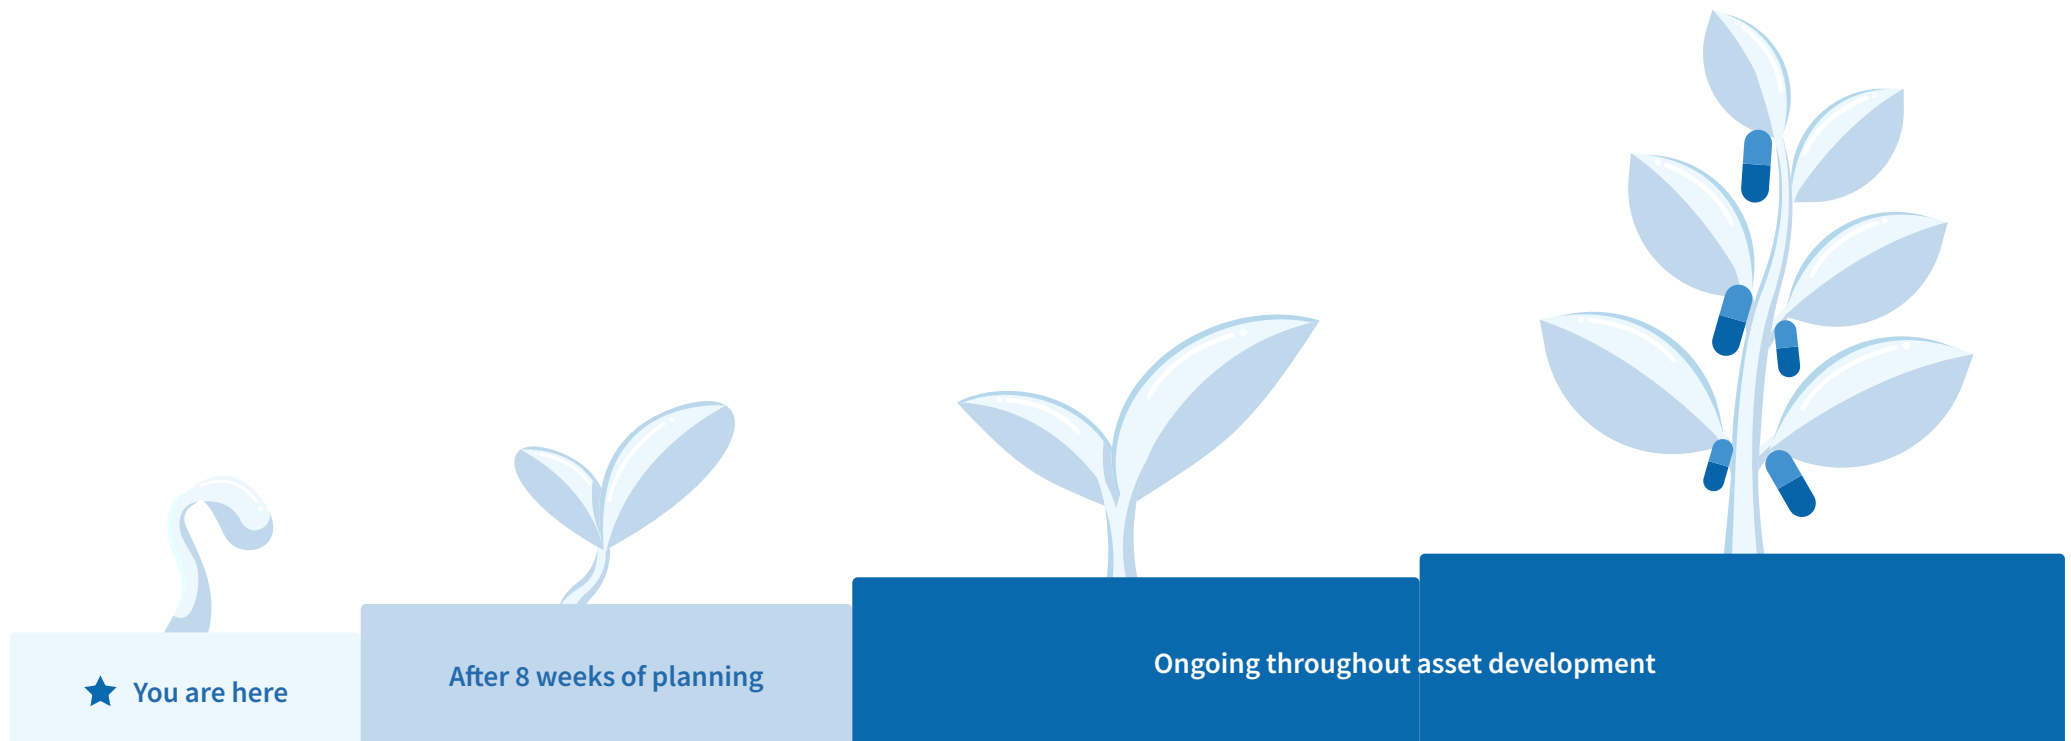 You are here
After 8 weeks of planning
Ongoing throughout asset development